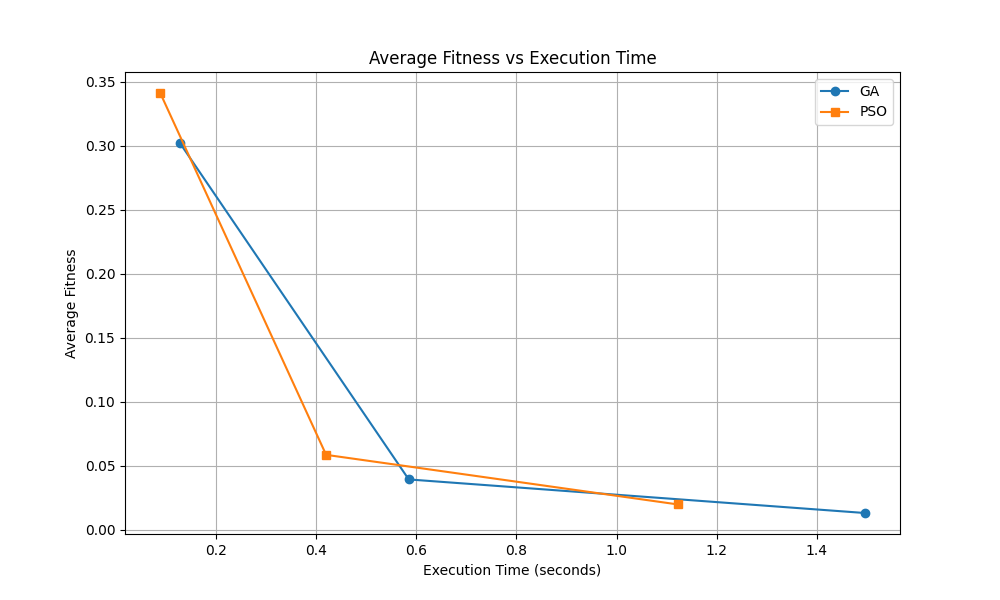 Average Fitness vs Execution Time
GA
PSO
0.35
0.30
0.25
0.20
0.15
0.10
0.05
0.00
Average Fitness
0.2 0.4 0.6 0.8 1.0 1.2 1.4
Execution Time (seconds)